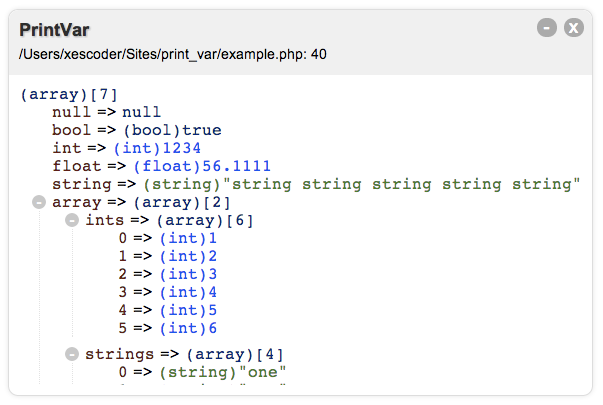 PrintVar
/Users/xescoder/Sites/print_var/example.php: 40
(array)[7]
null => null
bool => (bool)true
int => (int)1234
float => (float)56.1111
string => (string)"string string string string string"
array => (array)[2]
ints => (array)[6]
0 => (int)1
1 => (int)2
2 => (int)3
3 => (int)4
4 => (int)5
5 => (int)6
strings => (array)[4]
0 => (string)"one"